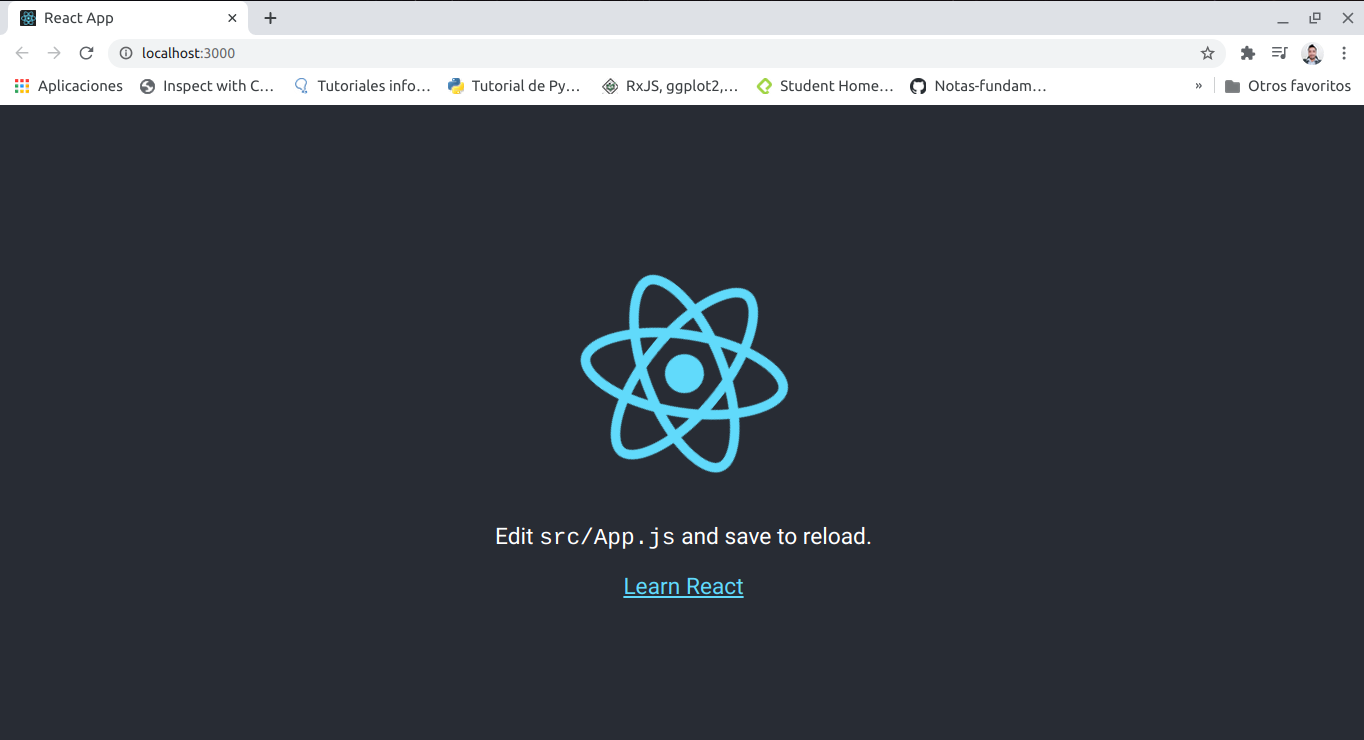 React App
localhost:3000
Aplicaciones Inspect with C... Tutoriales info... Tutorial de Py... RxJS, ggplot2,... Student Home... Notas-fundam... » Otros favoritos
Edit src/App.js and save to reload.
Learn React